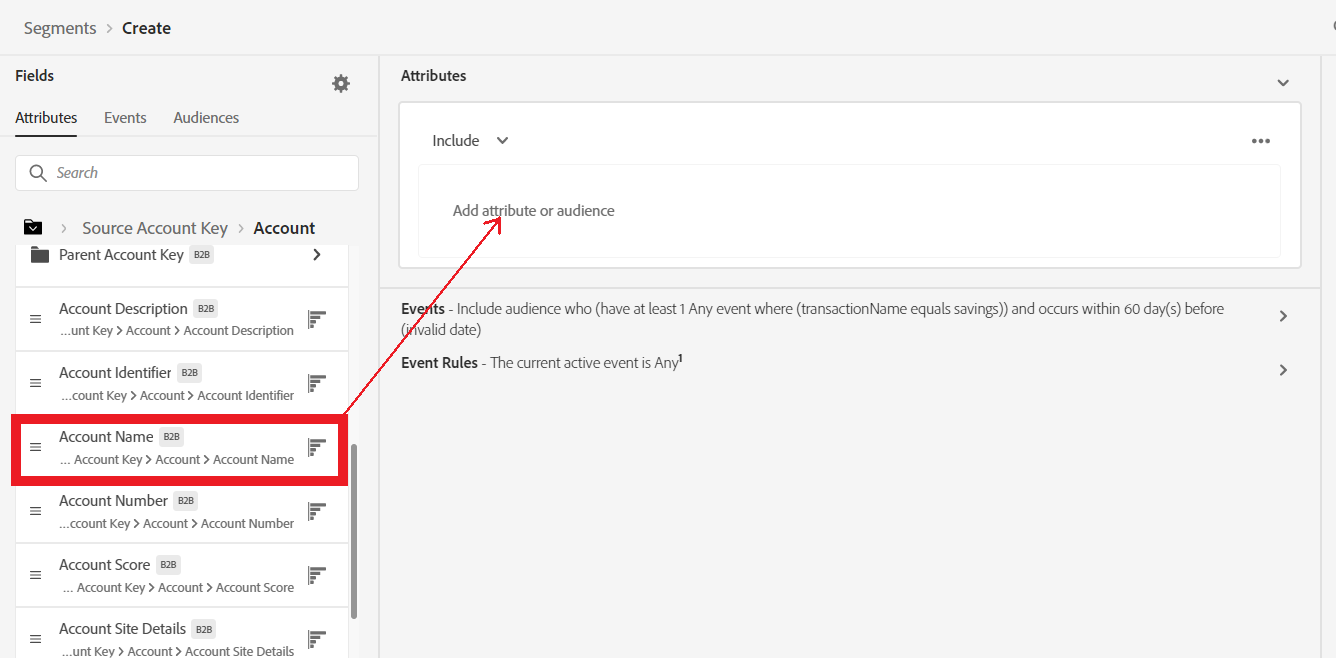 Segments > Create
Fields
Attributes Events Audiences
Search
> Source Account Key > Account
Parent Account Key B2B
Account Description B2B
...unt Key > Account > Account Description
Account Identifier B2B
...count Key > Account > Account Identifier
Account Name B2B
... Account Key > Account > Account Name
Account Number B2B
...ccount Key > Account > Account Number
Account Score B2B
... Account Key > Account > Account Score
Account Site Details B2B
...unt Key > Account > Account Site Details
Attributes
Include
Add attribute or audience
Events - Include audience who (have at least 1 Any event where (transactionName equals savings)) and occurs within 60 day(s) before
(invalid date)
Event Rules - The current active event is Any1